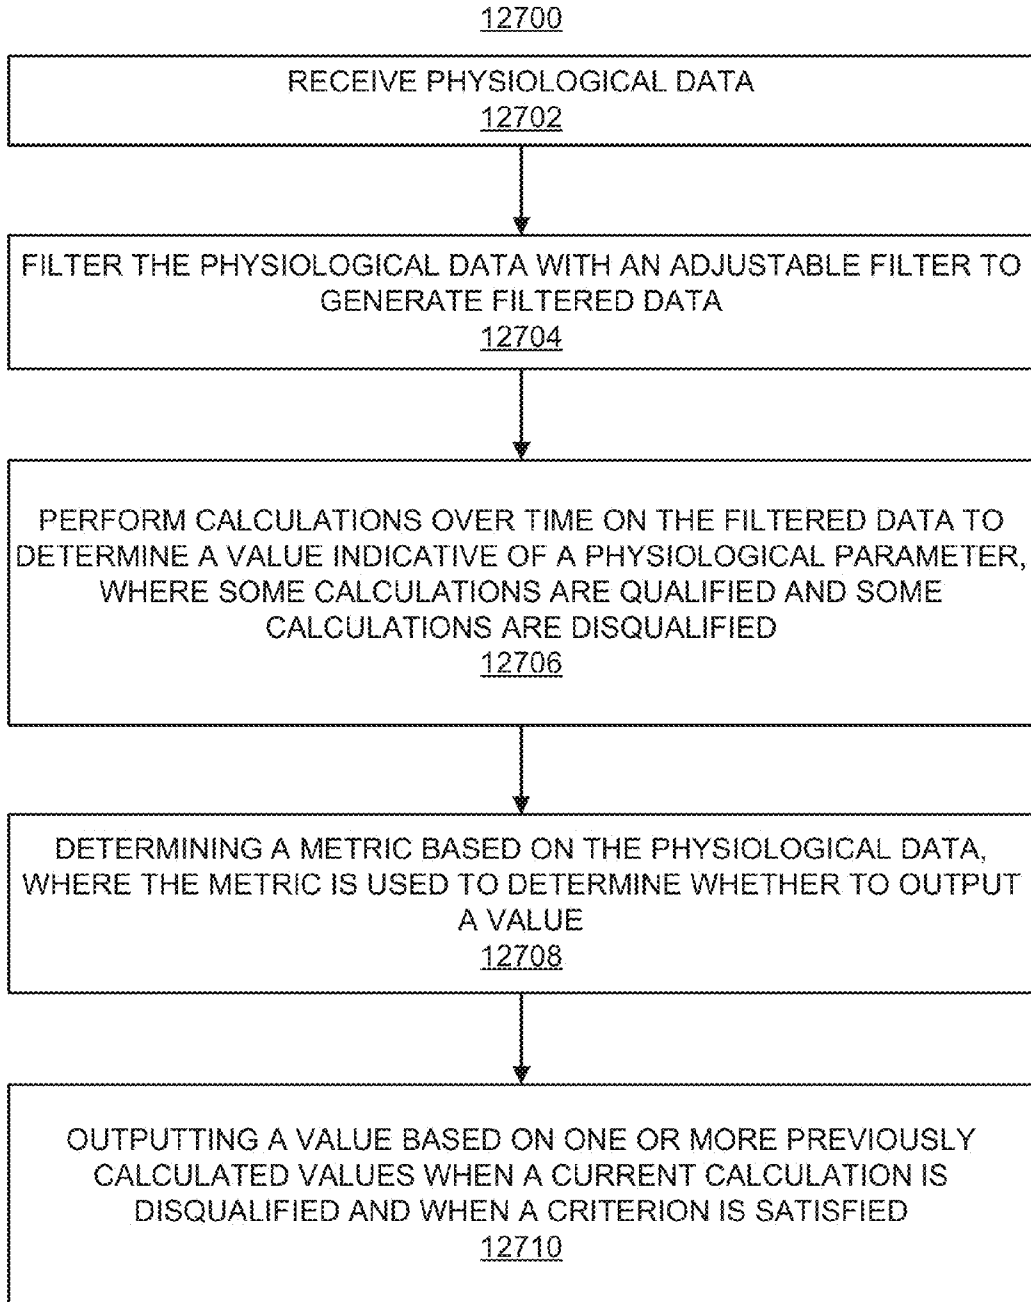 12700
RECEIVE PHYSIOLOGICAL DATA
12702
FILTER THE PHYSIOLOGICAL DATA WITH AN ADJUSTABLE FILTER TO
GENERATE FILTERED DATA
12704
PERFORM CALCULATIONS OVER TIME ON THE FILTERED DATA TO
DETERMINE A VALUE INDICATIVE OF A PHYSIOLOGICAL PARAMETER,
WHERE SOME CALCULATIONS ARE QUALIFIED AND SOME
CALCULATIONS ARE DISQUALIFIED
12706
DETERMINING A METRIC BASED ON THE PHYSIOLOGICAL DATA,
WHERE THE METRIC IS USED TO DETERMINE WHETHER TO OUTPUT
A VALUE
12708
OUTPUTTING A VALUE BASED ON ONE OR MORE PREVIOUSLY
CALCULATED VALUES WHEN A CURRENT CALCULATION IS
DISQUALIFIED AND WHEN A CRITERION IS SATISFIED
12710